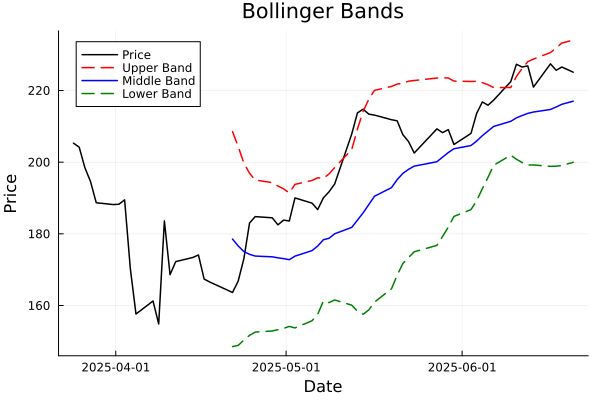 Bollinger Bands
Price
Upper Band
Middle Band
Lower Band
Price
220
200
180
160
2025-04-01 2025-05-01 2025-06-01
Date